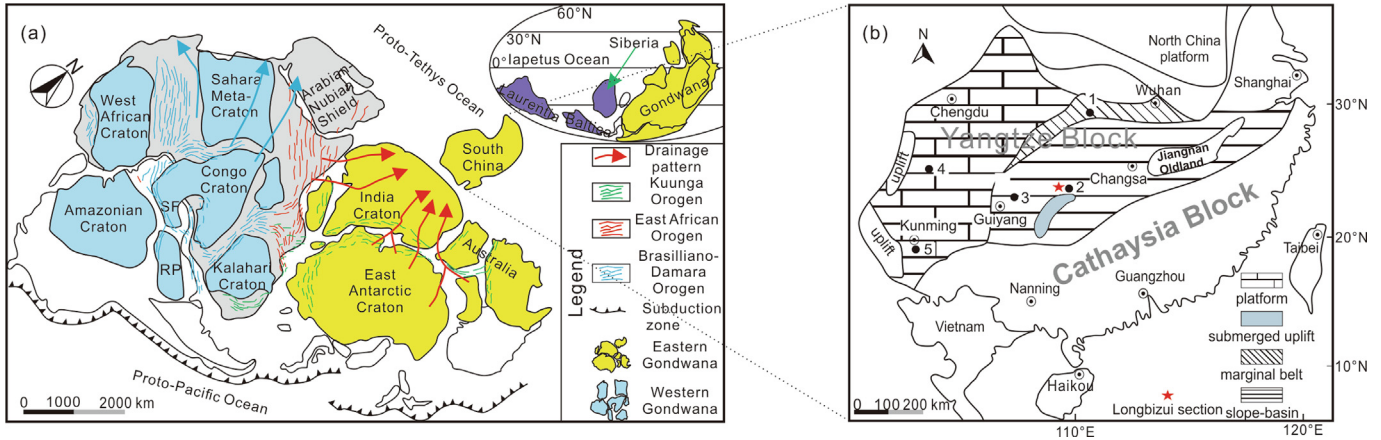 (a)
N
West
African
Craton
Sahara
Meta-
Craton
Arabian-
Nubian
Shield
Congo
Craton
Amazonian
Craton
SF
RP
Kalahari
Craton
India
Craton
South
China
East
Antarctic
Craton
Australia
Proto-Tethys Ocean
Proto-Pacific Ocean
0 1000 2000 km
60°N
30°N
0°
Iapetus Ocean
Siberia
Laurentia
Baltica
Gondwana
Legend
Drainage
pattern
Kuunga
Orogen
East African
Orogen
Brasilliano-
Damara
Orogen
Subduction
zone
Eastern
Gondwana
Western
Gondwana
(b)
N
North China
platform
Shanghai
Wuhan
1
Chengdu
Yangtze Block
uplift
4
Jiangnan
Oldland
Changsa
2
3
Guiyang
Kunming
5
uplift
Cathaysia Block
Taibei
Guangzhou
Nanning
Vietnam
Haikou
30°N
20°N
10°N
110°E
120°E
0 100 200 km
platform
submerged uplift
marginal belt
slope-basin
Longbizui section